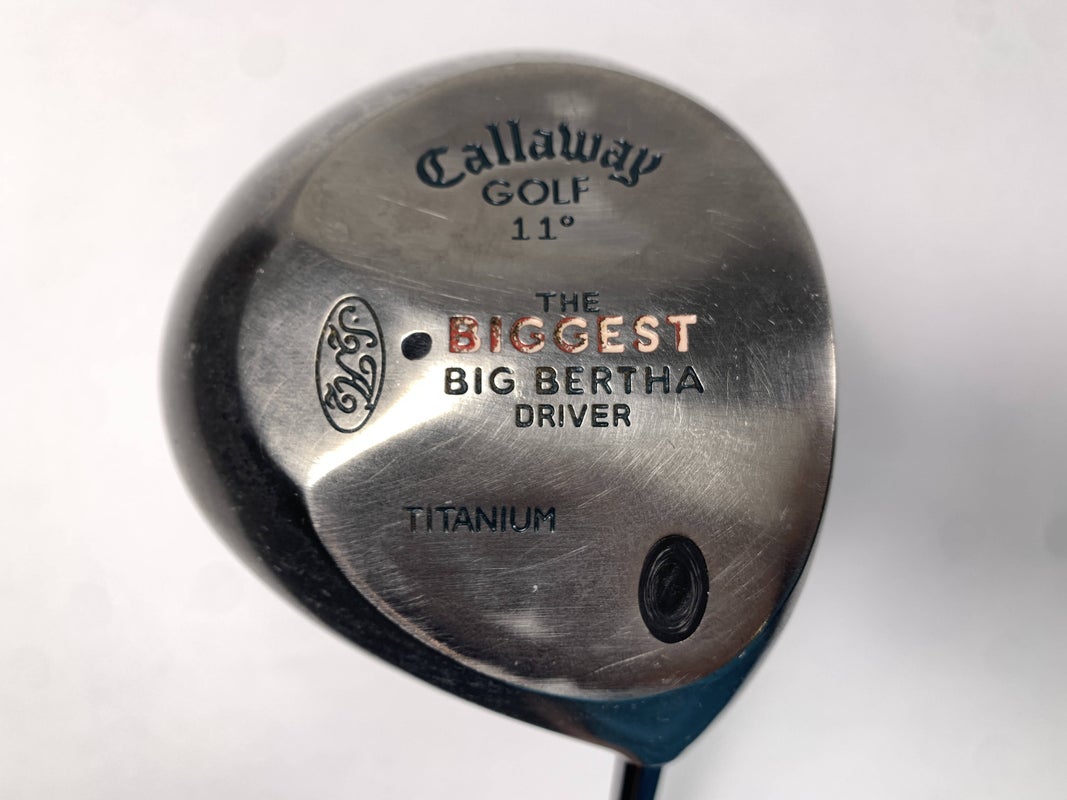 Callaway
GOLF
11°
THE
BIGGEST
BIG BERTHA
DRIVER
TITANIUM